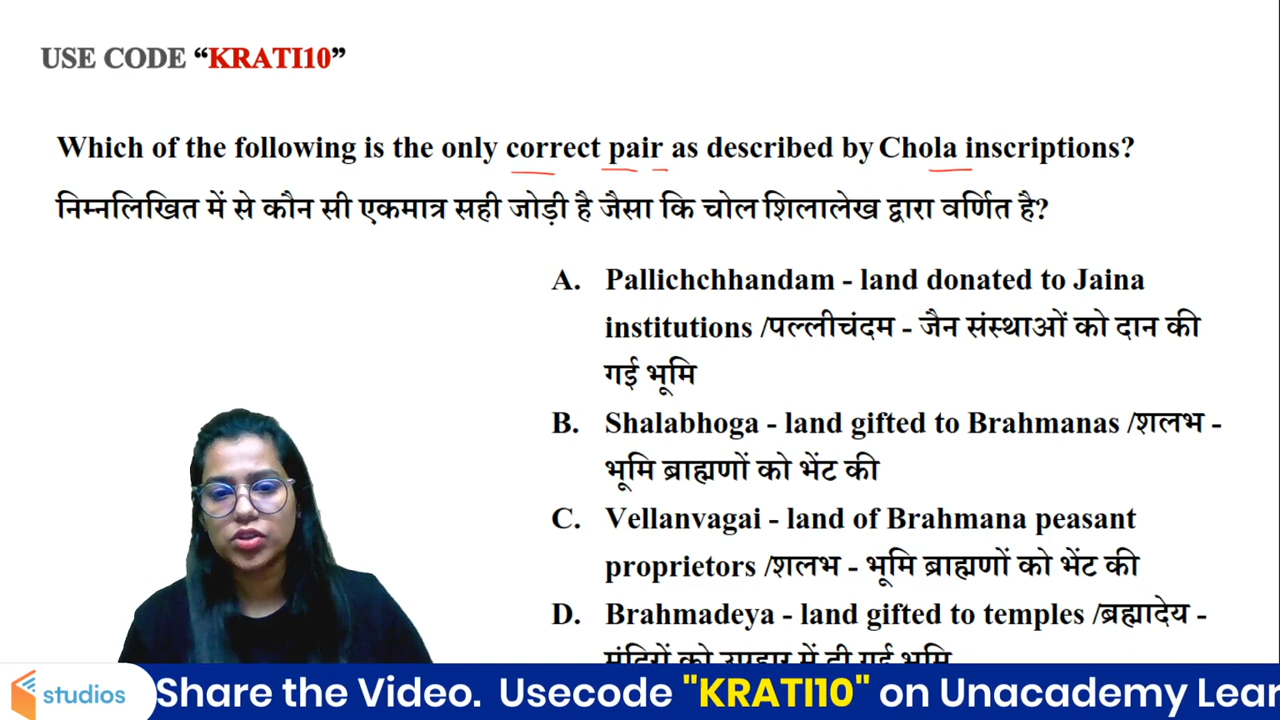 USE CODE “KRATI10”
Which of the following is the only correct pair as described by Chola inscriptions?
निम्नलिखित में से कौन सी एकमात्र सही जोड़ी है जैसा कि चोल शिलालेख द्वारा वर्णित है?
A. Pallichchhandam - land donated to Jaina
institutions /पल्लीचंदम - जैन संस्थाओं को दान की
गई भूमि
B. Shalabhoga - land gifted to Brahmanas /शलभ -
भूमि ब्राह्मणों को भेंट की
C. Vellanvagai - land of Brahmana peasant
proprietors /शलभ - भूमि ब्राह्मणों को भेंट की
D. Brahmadeya - land gifted to temples /ब्रह्मादेय -
मंदिरों को उपहार में दी गई भूमि
studios Share the Video. Usecode "KRATI10" on Unacademy Lear